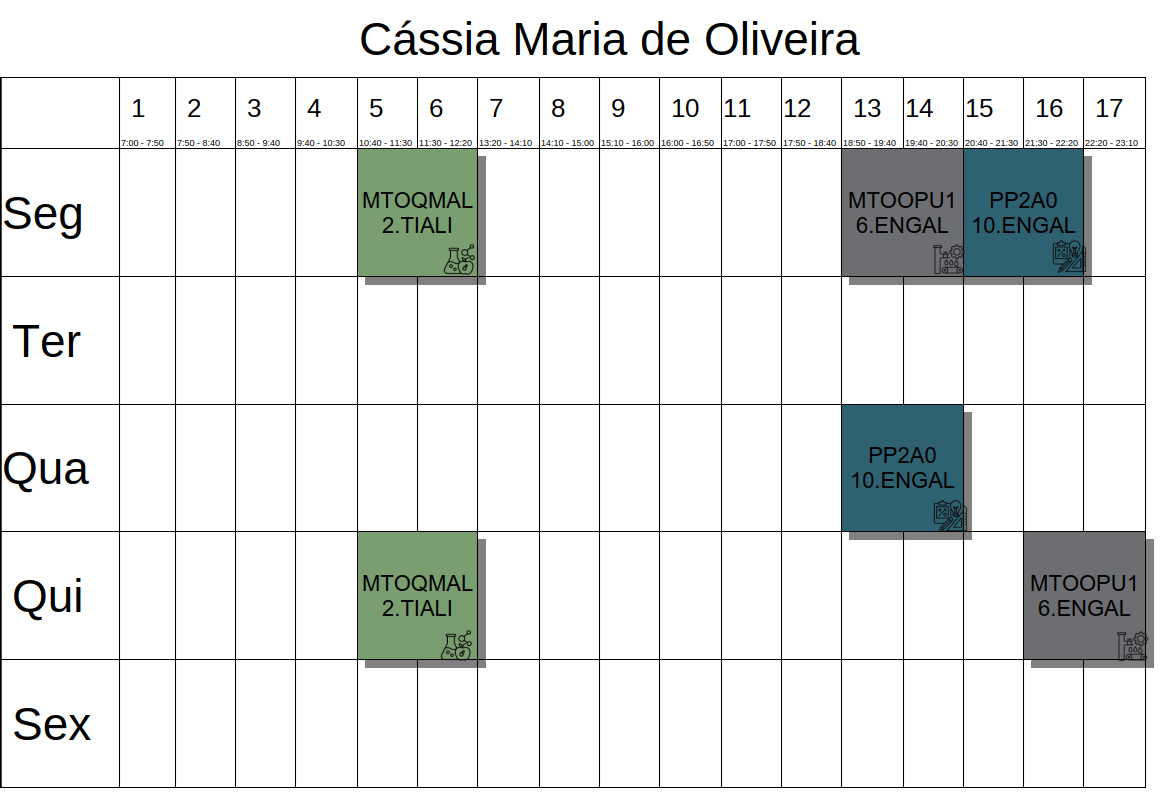 Cássia Maria de Oliveira
1 2 3 4 5 6 7 8 9 10 11 12 13 14 15 16 17
7:00 - 7:50 7:50 - 8:40 8:50 - 9:40 9:40 - 10:30 10:40 - 11:30 11:30 - 12:20 13:20 - 14:10 14:10 - 15:00 15:10 - 16:00 16:00 - 16:50 17:00 - 17:50 17:50 - 18:40 18:50 - 19:40 19:40 - 20:30 20:40 - 21:30 21:30 - 22:20 22:20 - 23:10
Seg
MTOQMAL
2.TIALI
MTOOPU1
6.ENGAL
PP2A0
10.ENGAL
Ter
Qua
PP2A0
10.ENGAL
Qui
MTOQMAL
2.TIALI
MTOOPU1
6.ENGAL
Sex